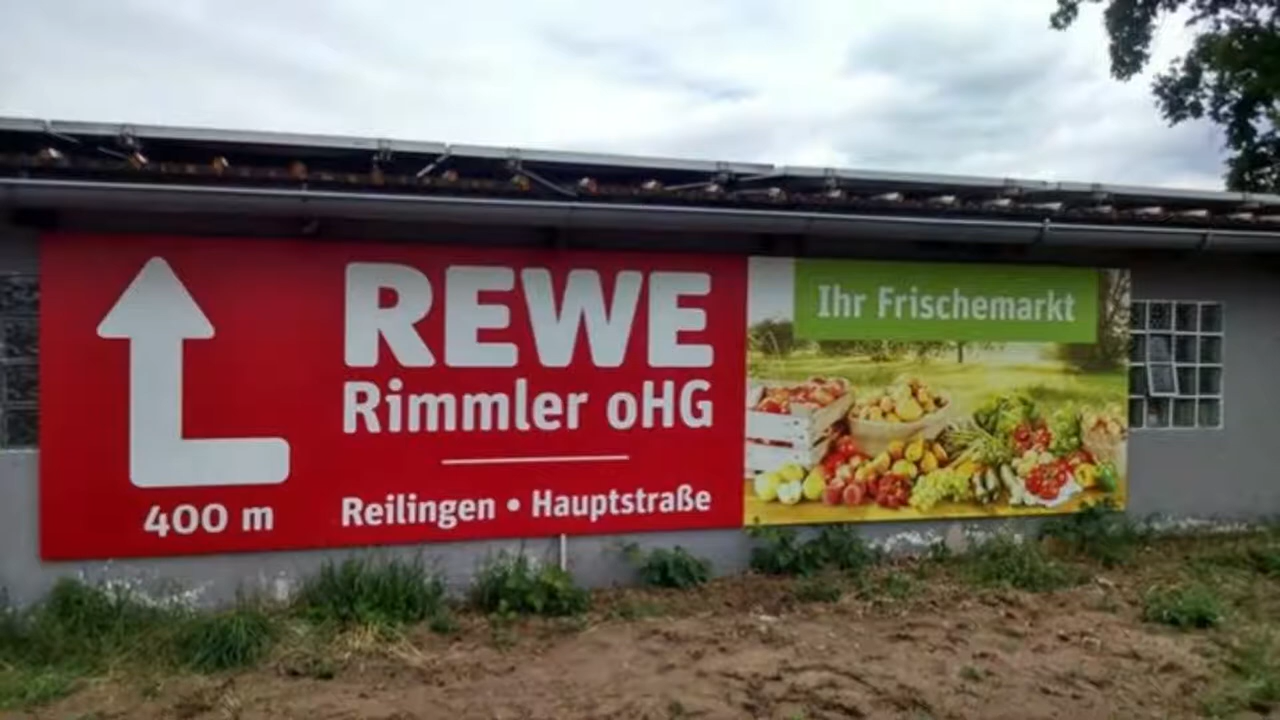 REWE
Rimmler oHG
Reilingen • Hauptstraße
400 m
Ihr Frischemarkt